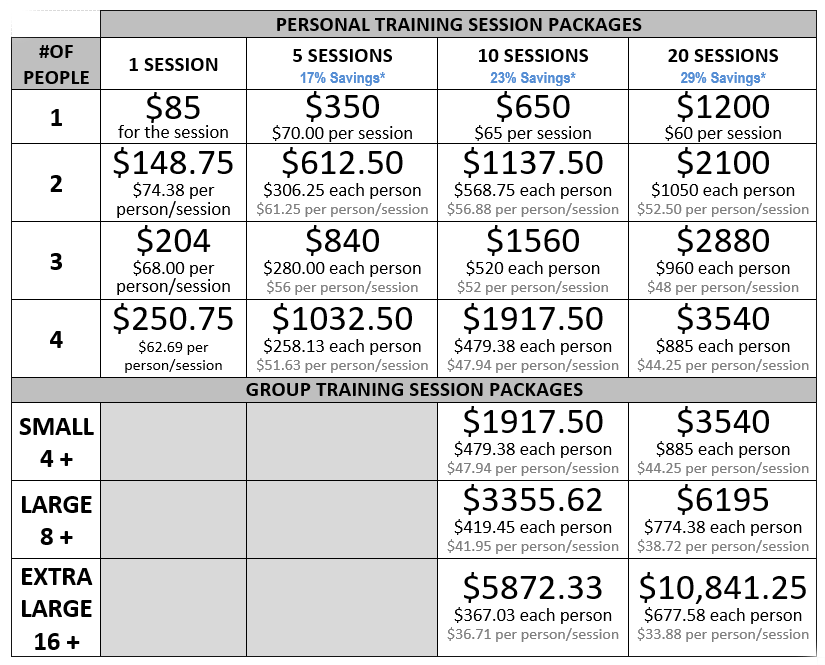 PERSONAL TRAINING SESSION PACKAGES
#OF
PEOPLE
1 SESSION
5 SESSIONS
17% Savings*
10 SESSIONS
23% Savings*
20 SESSIONS
29% Savings*
1
$85
for the session
$350
$70.00 per session
$650
$65 per session
$1200
$60 per session
2
$148.75
$74.38 per
person/session
$612.50
$306.25 each person
$61.25 per person/session
$1137.50
$568.75 each person
$56.88 per person/session
$2100
$1050 each person
$52.50 per person/session
3
$204
$68.00 per
person/session
$840
$280.00 each person
$56 per person/session
$1560
$520 each person
$52 per person/session
$2880
$960 each person
$48 per person/session
4
$250.75
$62.69 per
person/session
$1032.50
$258.13 each person
$51.63 per person/session
$1917.50
$479.38 each person
$47.94 per person/session
$3540
$885 each person
$44.25 per person/session
GROUP TRAINING SESSION PACKAGES
SMALL
4 +
$1917.50
$479.38 each person
$47.94 per person/session
$3540
$885 each person
$44.25 per person/session
LARGE
8 +
$3355.62
$419.45 each person
$41.95 per person/session
$6195
$774.38 each person
$38.72 per person/session
EXTRA
LARGE
16 +
$5872.33
$367.03 each person
$36.71 per person/session
$10,841.25
$677.58 each person
$33.88 per person/session